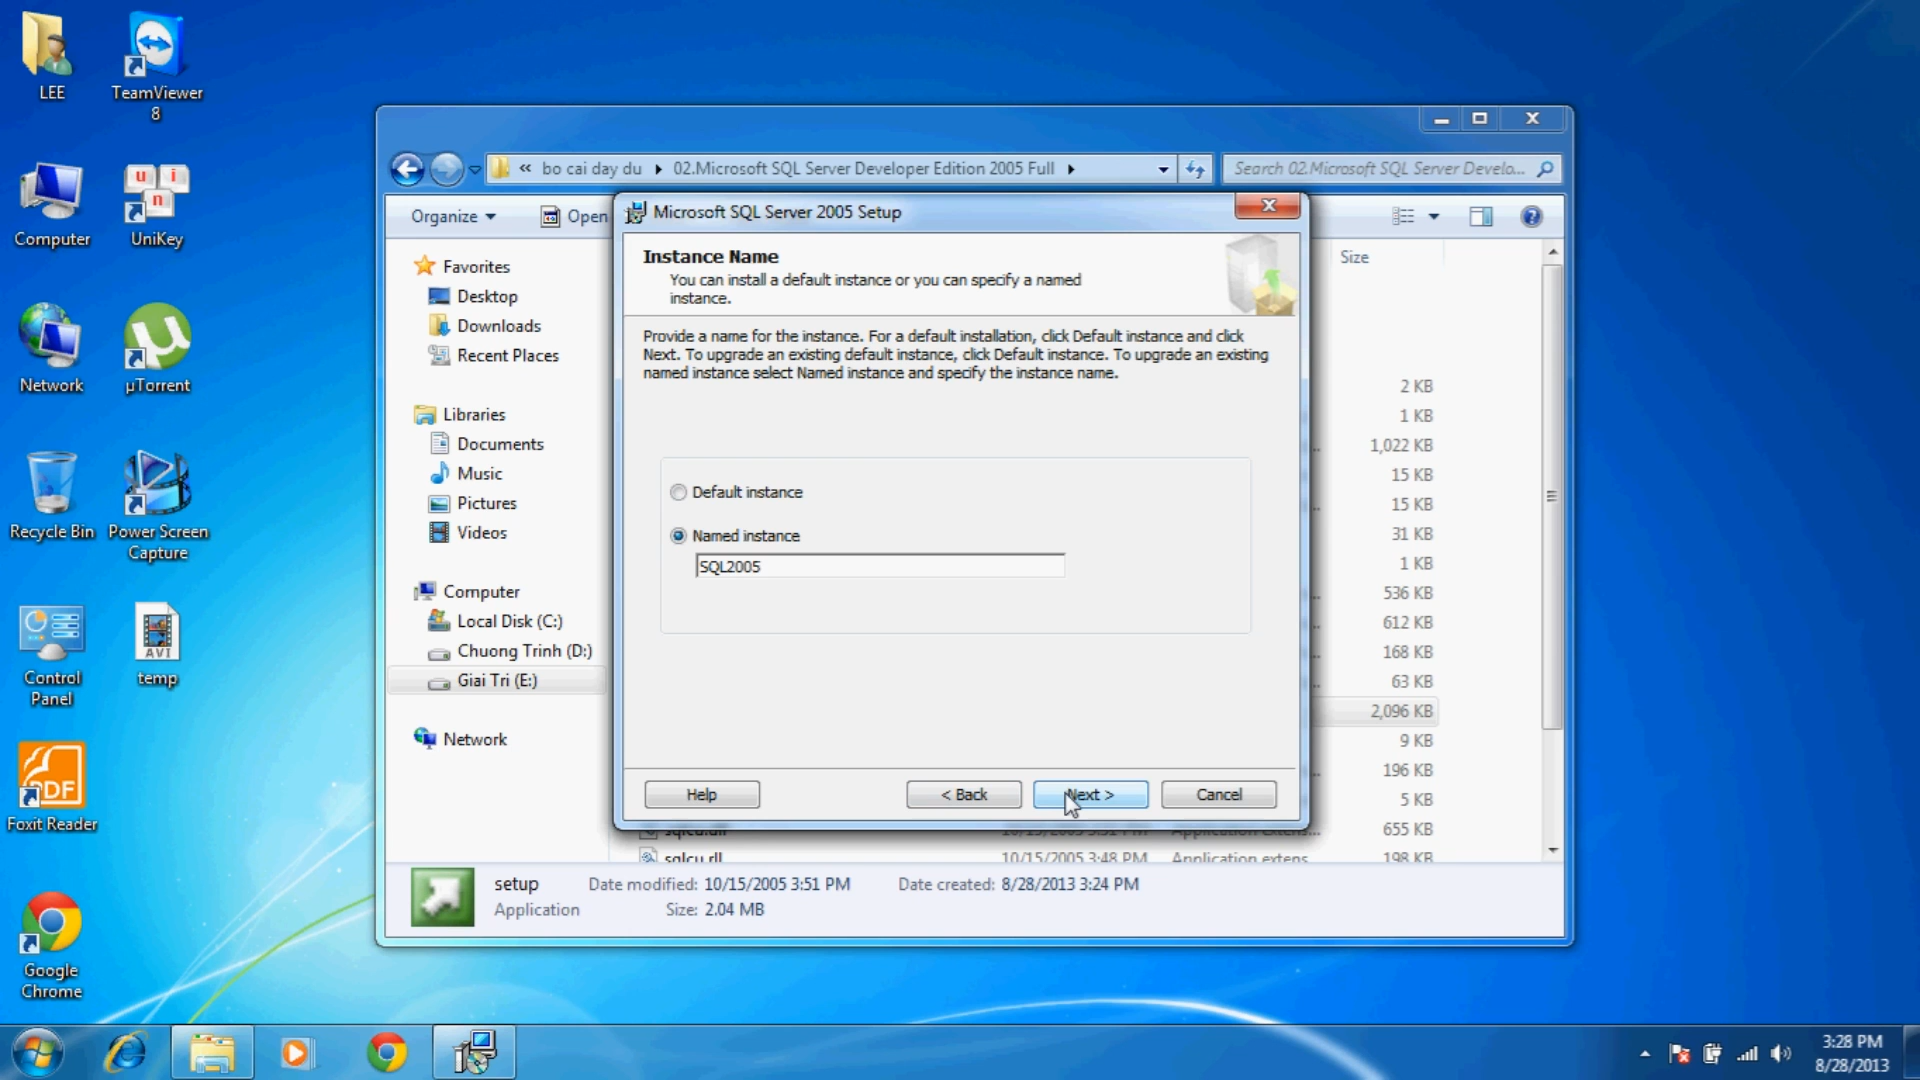 LEE
TeamViewer
8
Computer
UniKey
Network
µTorrent
Recycle Bin
Power Screen
Capture
Control
Panel
AVI
temp
PDF
Foxit Reader
Google
Chrome
« bo cai day du ▸ 02.Microsoft SQL Server Developer Edition 2005 Full ▸
Search 02.Microsoft SQL Server Develo...
Organize
Open
Favorites
Desktop
Downloads
Recent Places
Libraries
Documents
Music
Pictures
Videos
Computer
Local Disk (C:)
Chuong Trinh (D:)
Giai Tri (E:)
Network
Microsoft SQL Server 2005 Setup
Instance Name
You can install a default instance or you can specify a named
instance.
Provide a name for the instance. For a default installation, click Default instance and click
Next. To upgrade an existing default instance, click Default instance. To upgrade an existing
named instance select Named instance and specify the instance name.
Default instance
Named instance
SQL2005
Help
< Back
Next >
Cancel
Size
2 KB
1 KB
1,022 KB
15 KB
15 KB
31 KB
1 KB
536 KB
612 KB
168 KB
63 KB
2,096 KB
9 KB
196 KB
5 KB
655 KB
sqlcu.rll 10/15/2005 3:48 PM Application extens 198 KB
setup Date modified: 10/15/2005 3:51 PM Date created: 8/28/2013 3:24 PM
Application Size: 2.04 MB
3:28 PM
8/28/2013